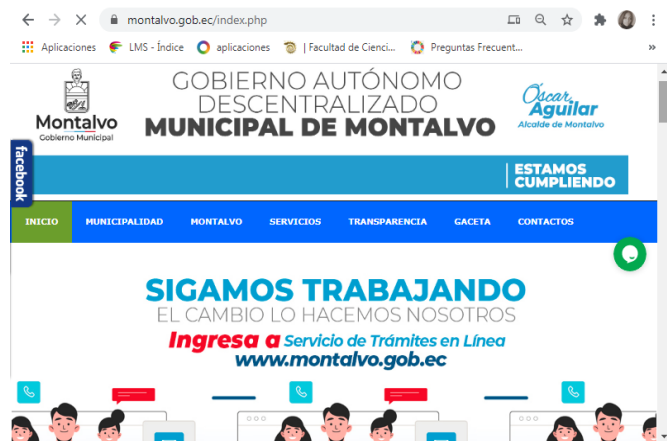 montalvo.gob.ec/index.php
Aplicaciones
LMS - Índice
aplicaciones
| Facultad de Cienci...
Preguntas Frecuent...
»
Montalvo
Gobierno Municipal
GOBIERNO AUTÓNOMO
DESCENTRALIZADO
MUNICIPAL DE MONTALVO
Óscar
Aguilar
Alcalde de Montalvo
facebook
ESTAMOS
CUMPLIENDO
INICIO
MUNICIPALIDAD
MONTALVO
SERVICIOS
TRANSPARENCIA
GACETA
CONTACTOS
SIGAMOS TRABAJANDO
EL CAMBIO LO HACEMOS NOSOTROS
Ingresa a Servicio de Trámites en Línea
www.montalvo.gob.ec